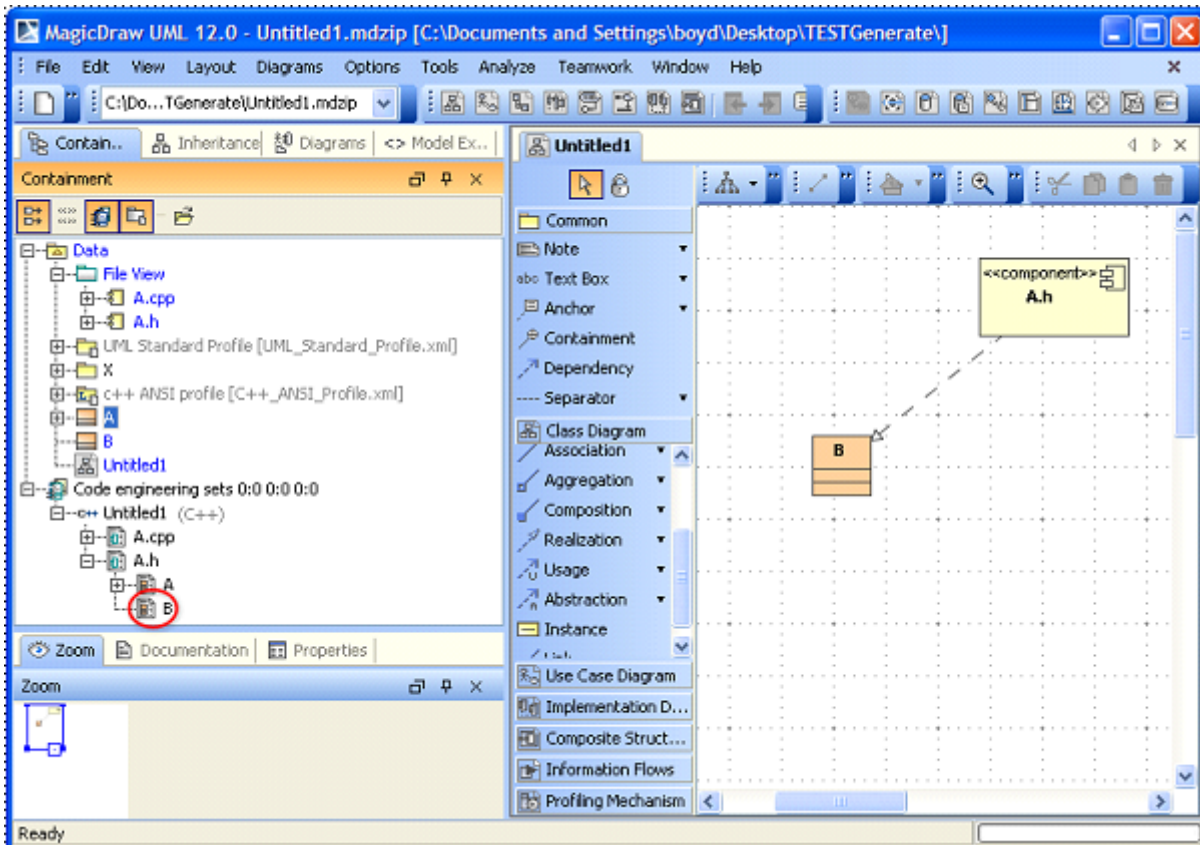 MagicDraw UML 12.0 - Untitled1.mdzip [C:\Documents and Settings\boyd\Desktop\TESTGenerate\]
File Edit View Layout Diagrams Options Tools Analyze Teamwork Window Help
C:\Do...TGenerate\Untitled1.mdzip
Contain.. Inheritance Diagrams <> Model Ex..
Containment
Data
File View
A.cpp
A.h
UML Standard Profile [UML_Standard_Profile.xml]
X
c++ ANSI profile [C++_ANSI_Profile.xml]
A
B
Untitled1
Code engineering sets 0:0 0:0 0:0
c++ Untitled1 (C++)
A.cpp
A.h
A
B
Zoom Documentation Properties
Zoom
Ready
Untitled1
Common
Note
abc Text Box
Anchor
Containment
Dependency
Separator
Class Diagram
Association
Aggregation
Composition
Realization
Usage
Abstraction
Instance
Use Case Diagram
Implementation D...
Composite Struct...
Information Flows
Profiling Mechanism
<<component>>
A.h
B